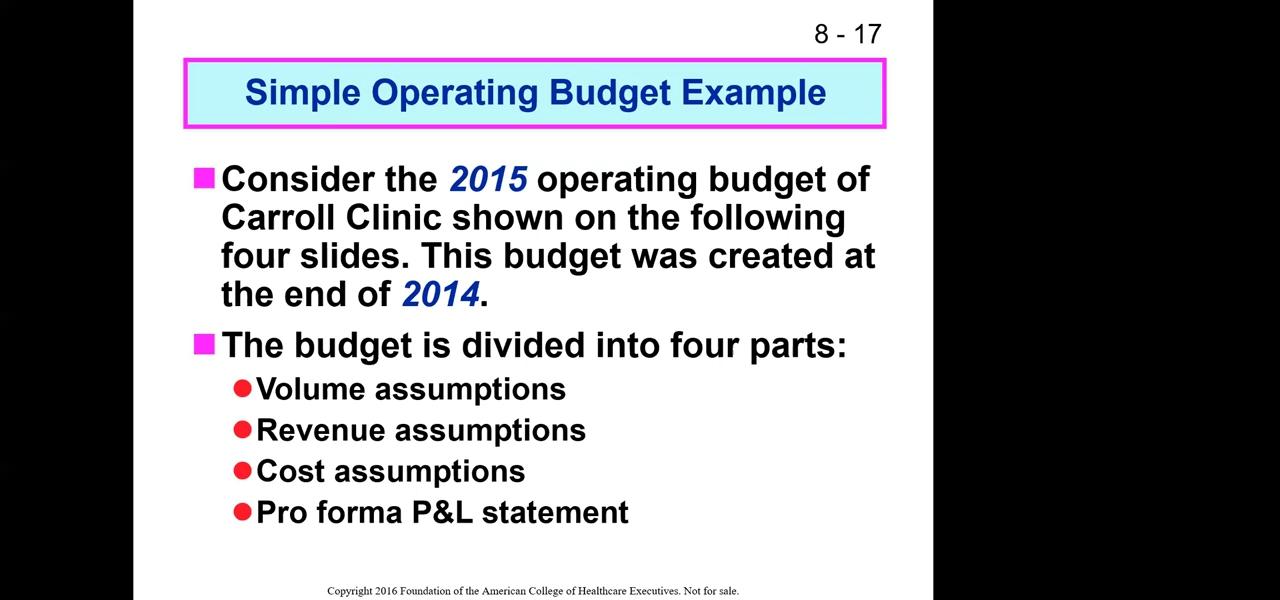 8 - 17
Simple Operating Budget Example
Consider the 2015 operating budget of
Carroll Clinic shown on the following
four slides. This budget was created at
the end of 2014.
The budget is divided into four parts:
Volume assumptions
Revenue assumptions
Cost assumptions
Pro forma P&L statement
Copyright 2016 Foundation of the American College of Healthcare Executives. Not for sale.